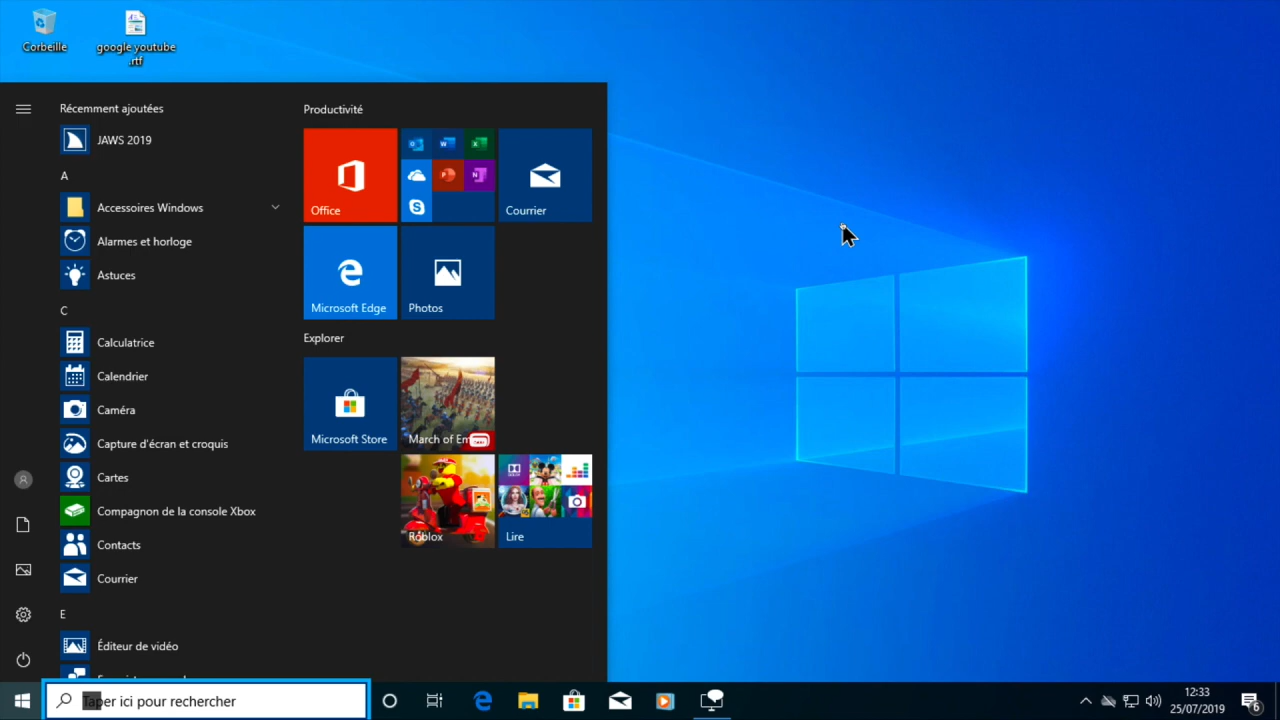 Corbeille
google youtube
.rtf
Récemment ajoutées
JAWS 2019
A
Accessoires Windows
Alarmes et horloge
Astuces
C
Calculatrice
Calendrier
Caméra
Capture d'écran et croquis
Cartes
Compagnon de la console Xbox
Contacts
Courrier
E
Éditeur de vidéo
Productivité
Office
Courrier
Microsoft Edge
Photos
Explorer
Microsoft Store
March of Em
Roblox
Lire
Taper ici pour rechercher
12:33
25/07/2019
6